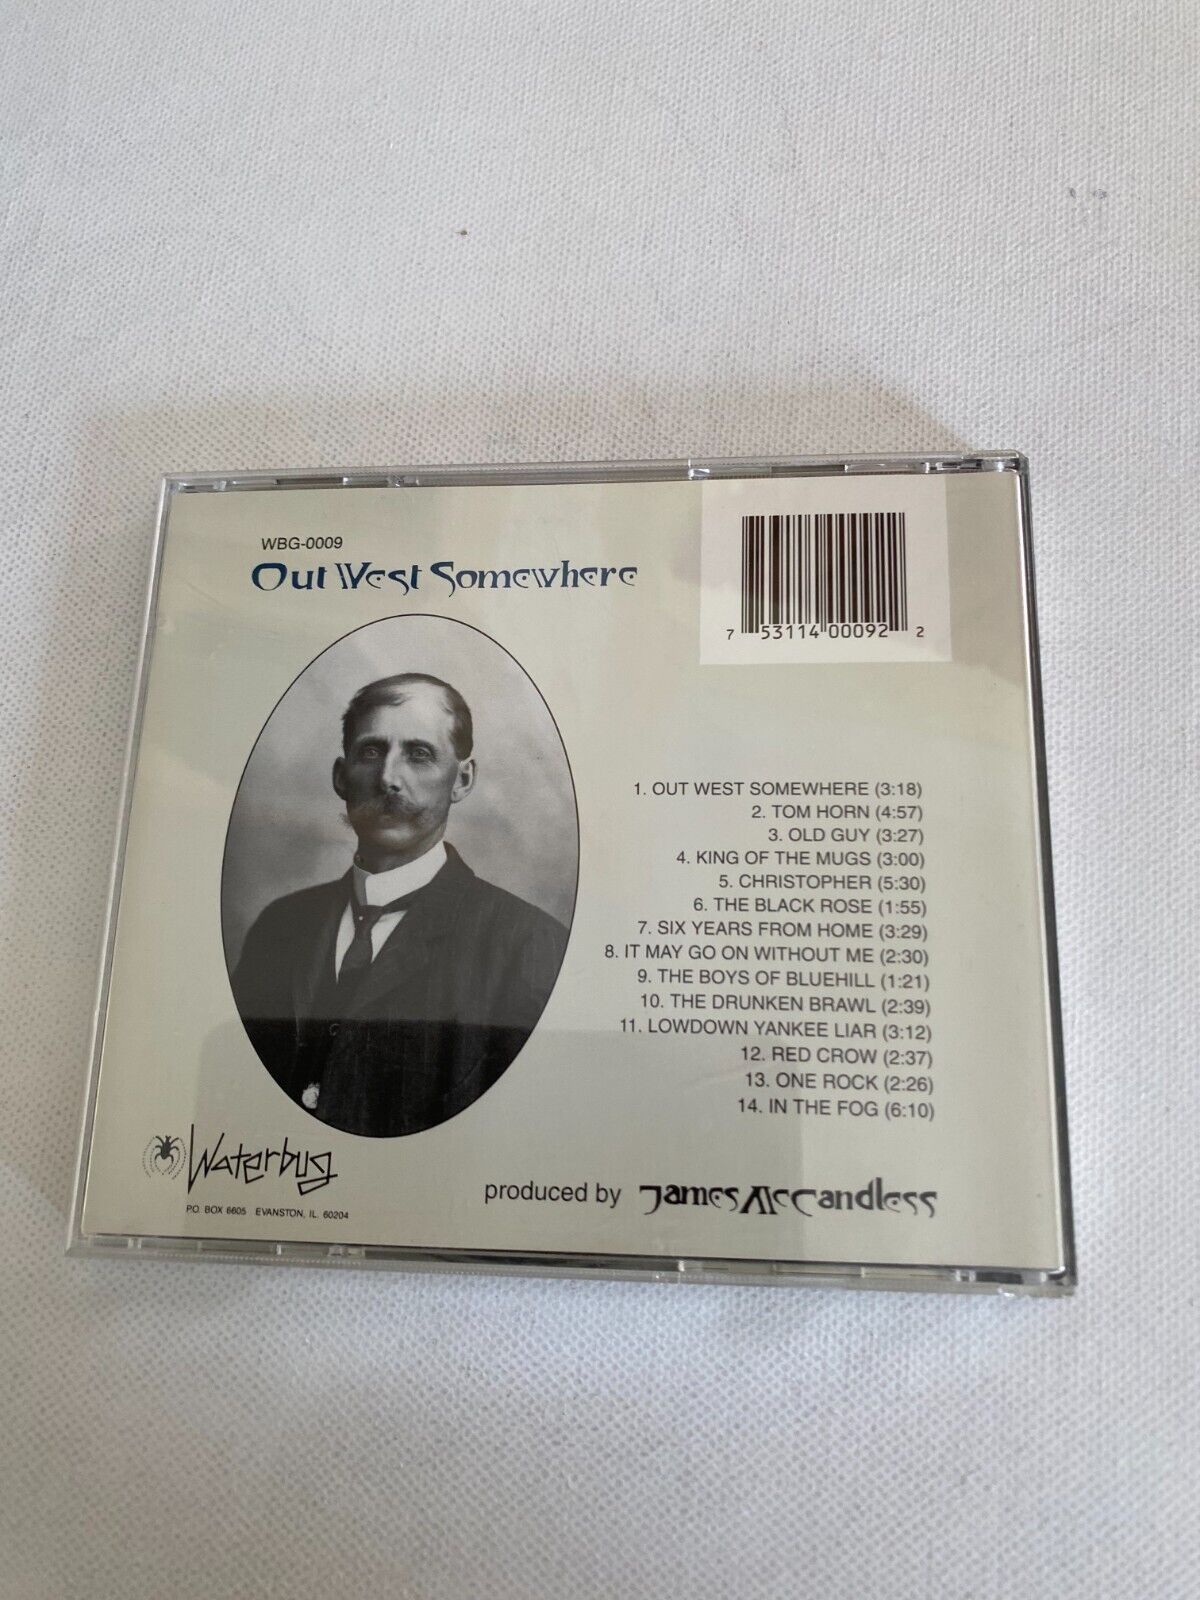 WBG-0009
Out West Somewhere
7 53114 00092 2
1. OUT WEST SOMEWHERE (3:18)
2. TOM HORN (4:57)
3. OLD GUY (3:27)
4. KING OF THE MUGS (3:00)
5. CHRISTOPHER (5:30)
6. THE BLACK ROSE (1:55)
7. SIX YEARS FROM HOME (3:29)
8. IT MAY GO ON WITHOUT ME (2:30)
9. THE BOYS OF BLUEHILL (1:21)
10. THE DRUNKEN BRAWL (2:39)
11. LOWDOWN YANKEE LIAR (3:12)
12. RED CROW (2:37)
13. ONE ROCK (2:26)
14. IN THE FOG (6:10)
Waterbug
P.O. BOX 6605 EVANSTON, IL. 60204
produced by James McCandless